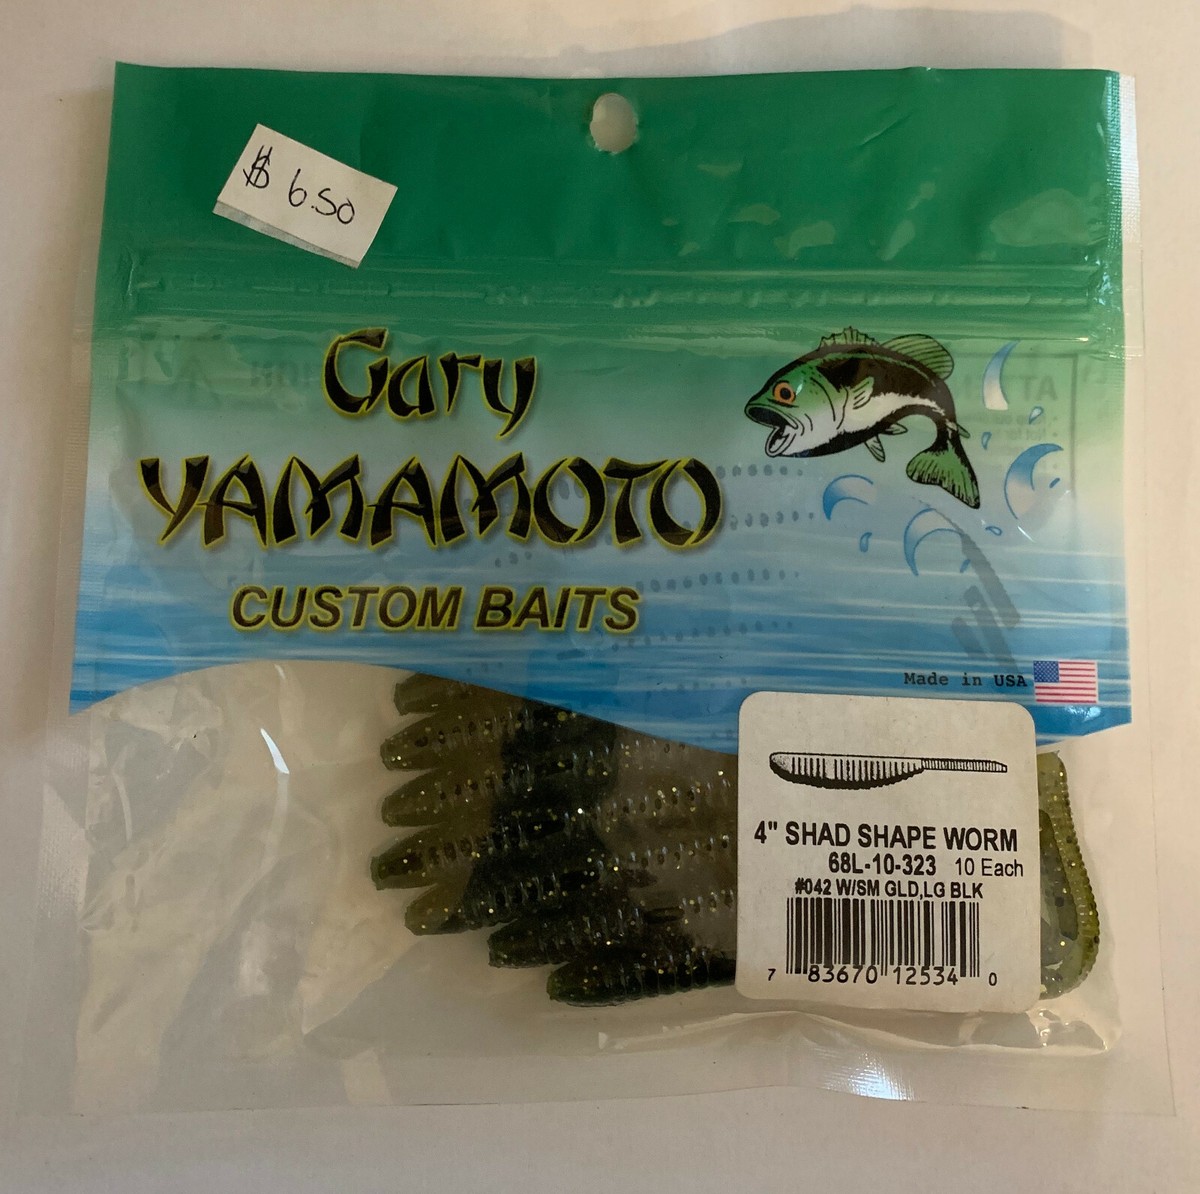 $ 6.50
Gary
YAMAMOTO
CUSTOM BAITS
Made in USA
4" SHAD SHAPE WORM
68L-10-323 10 Each
#042 W/SM GLD,LG BLK
7 83670 12534 0